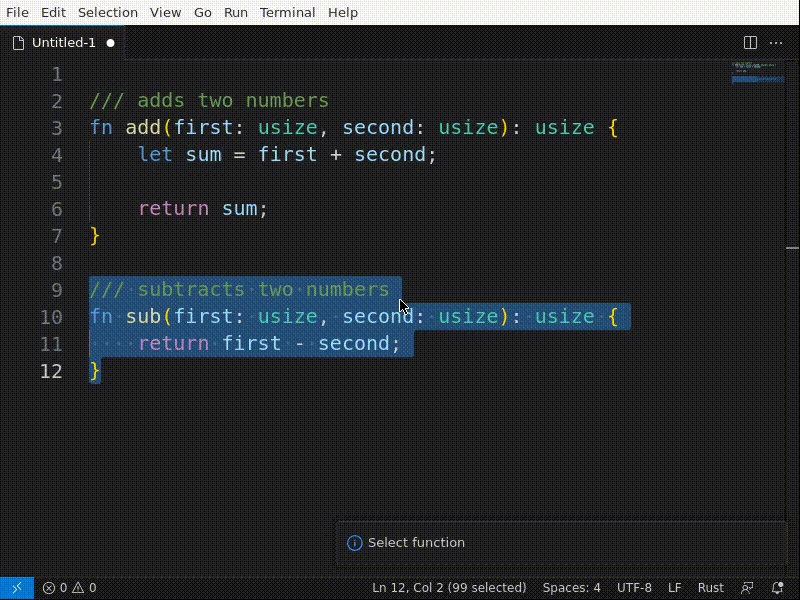 File Edit Selection View Go Run Terminal Help
Untitled-1
1
2 /// adds two numbers
3 fn add(first: usize, second: usize): usize {
4     let sum = first + second;
5
6     return sum;
7 }
8
9 /// subtracts two numbers
10 fn sub(first: usize, second: usize): usize {
11     return first - second;
12 }
Select function
0 0 Ln 12, Col 2 (99 selected) Spaces: 4 UTF-8 LF Rust